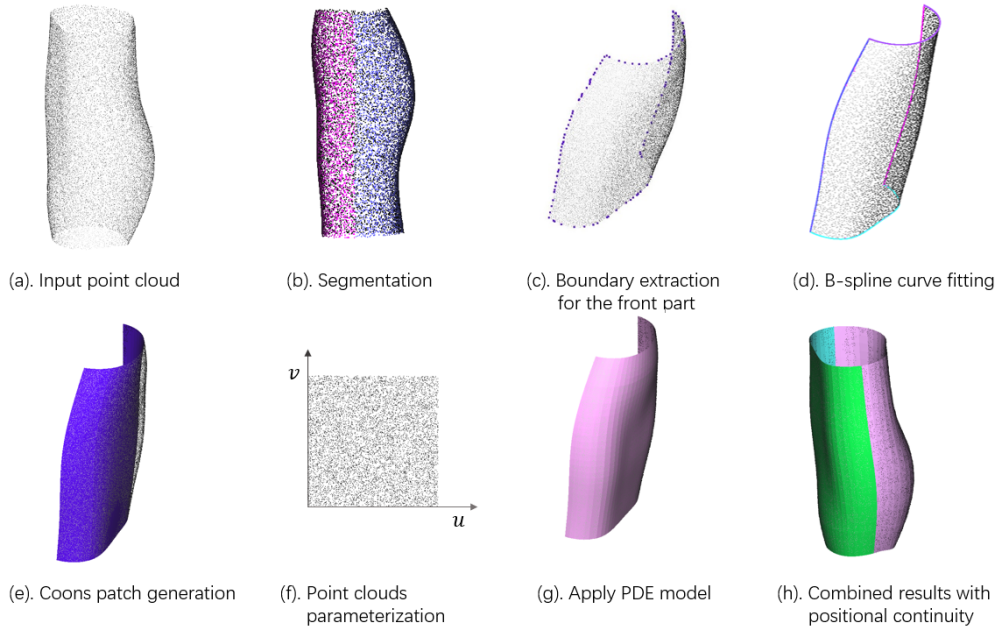 (a). Input point cloud
(b). Segmentation
(c). Boundary extraction
for the front part
(d). B-spline curve fitting
v
u
(e). Coons patch generation
(f). Point clouds
parameterization
(g). Apply PDE model
(h). Combined results with
positional continuity